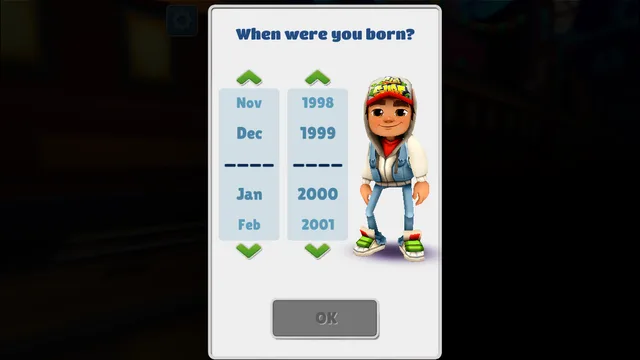 When were you born?
Nov 1998
Dec 1999
---- ----
Jan 2000
Feb 2001
OK